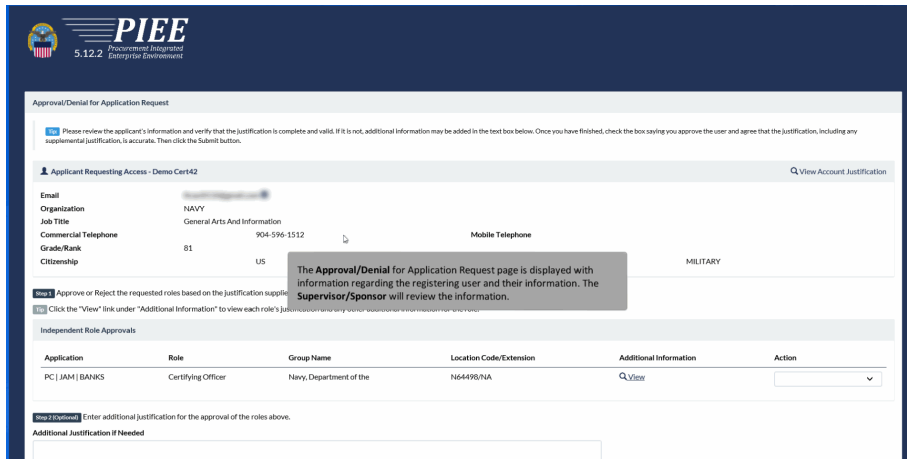 PIEE
5.12.2 Procurement Integrated
Enterprise Environment
Approval/Denial for Application Request
Tip Please review the applicant's information and verify that the justification is complete and valid. If it is not, additional information may be added in the text box below. Once you have finished, check the box saying you approve the user and agree that the justification, including any
supplemental justification, is accurate. Then click the Submit button.
Applicant Requesting Access - Demo Cert42 View Account Justification
Email
Organization NAVY
Job Title General Arts And Information
Commercial Telephone 904-596-1512 Mobile Telephone
Grade/Rank 81
Citizenship US MILITARY
The Approval/Denial for Application Request page is displayed with
information regarding the registering user and their information. The
Supervisor/Sponsor will review the information.
Step 1 Approve or Reject the requested roles based on the justification supplie
Tip Click the "View" link under "Additional Information" to view each role's justification and any other additional information for the role.
Independent Role Approvals
Application Role Group Name Location Code/Extension Additional Information Action
PC | JAM | BANKS Certifying Officer Navy, Department of the N64498/NA View
Step 2 (Optional) Enter additional justification for the approval of the roles above.
Additional Justification if Needed